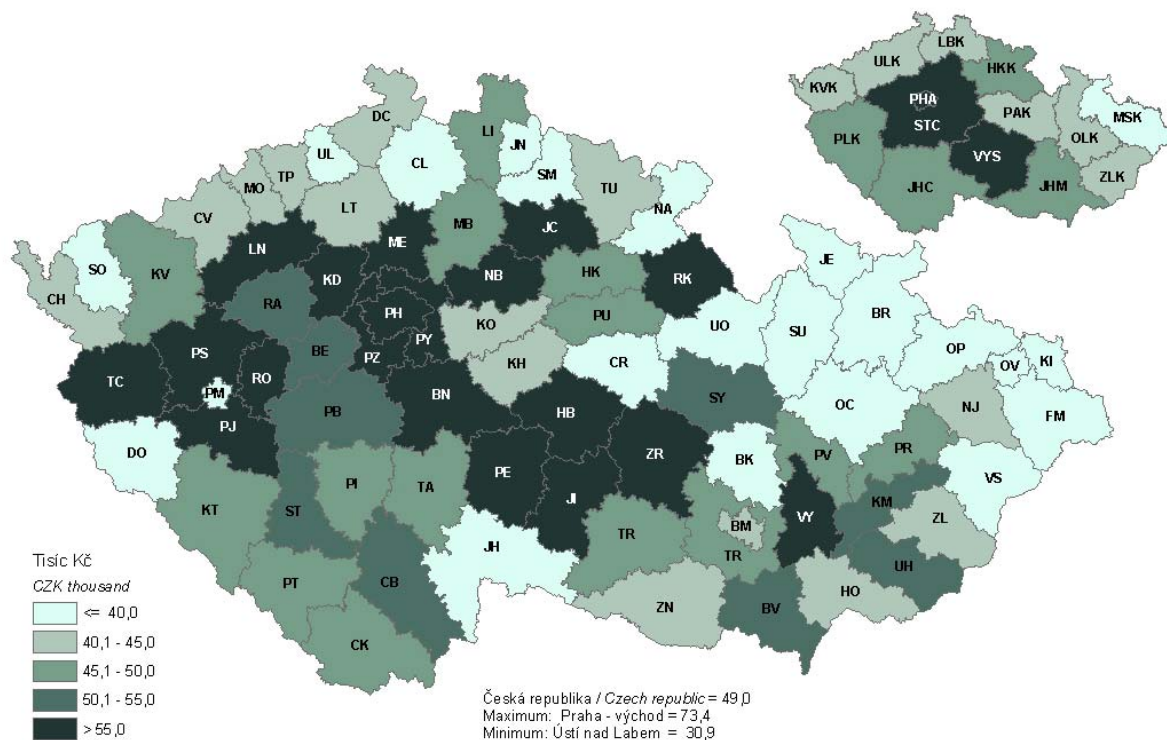 LBK
ULK
HKK
KVK
PHA
STC
PAK
MSK
OLK
PLK
VYS
ZLK
JHC
JHM
DC
LI
UL
JN
CL
SM
TP
TU
MO
NA
CV
LT
MB
JC
ME
LN
SO
KV
JE
NB
HK
KD
RK
CH
RA
BR
PH
KO
PU
UO
SU
PY
BE
PS
PZ
OP
RO
KI
OV
TC
KH
CR
PM
BN
NJ
HB
SY
OC
PB
FM
PJ
DO
ZR
PR
BK
PV
PE
VS
PI
TA
JI
KM
ST
VY
KT
ZL
BM
TR
TR
JH
UH
CB
PT
HO
ZN
BV
CK
Tisíc Kč
CZK thousand
<= 40,0
40,1 - 45,0
45,1 - 50,0
50,1 - 55,0
> 55,0
Česká republika / Czech republic = 49,0
Maximum: Praha - východ = 73,4
Minimum: Ústí nad Labem = 30,9